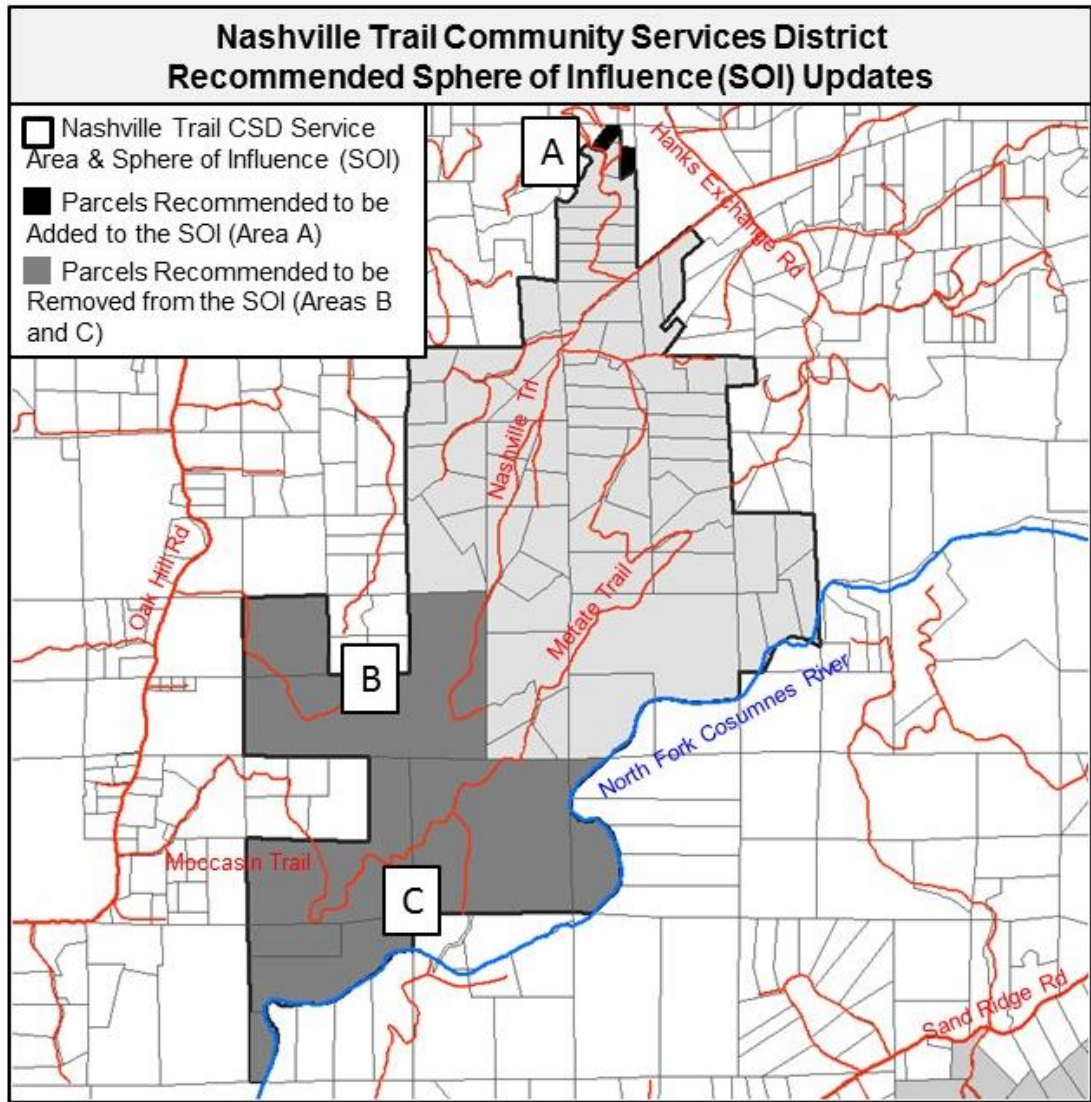 Nashville Trail Community Services District
Recommended Sphere of Influence (SOI) Updates
Nashville Trail CSD Service
Area & Sphere of Influence (SOI)
Parcels Recommended to be
Added to the SOI (Area A)
Parcels Recommended to be
Removed from the SOI (Areas B
and C)
A
Hanks Exchange Rd
Nashville Trl
Oak Hill Rd
Metate Trail
B
North Fork Cosumnes River
Moccasin Trail
C
Sand Ridge Rd